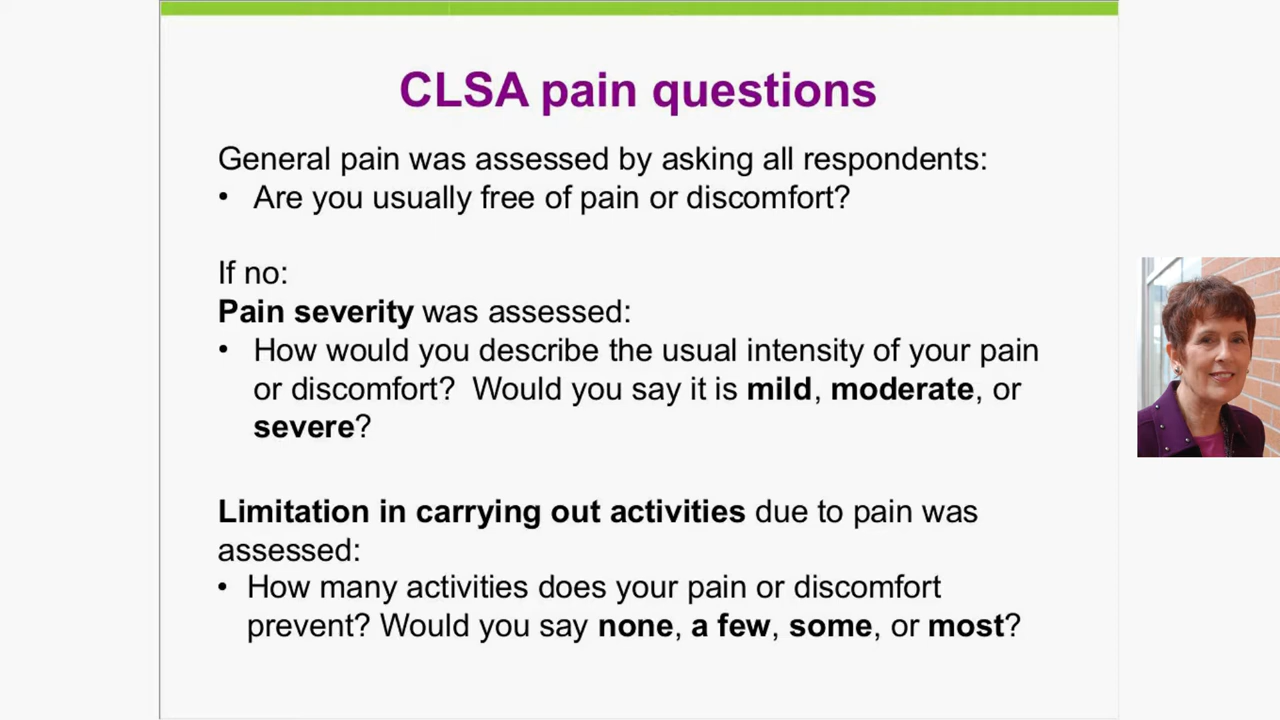 CLSA pain questions
General pain was assessed by asking all respondents:
• Are you usually free of pain or discomfort?
If no:
Pain severity was assessed:
• How would you describe the usual intensity of your pain
or discomfort?  Would you say it is mild, moderate, or
severe?
Limitation in carrying out activities due to pain was
assessed:
• How many activities does your pain or discomfort
prevent? Would you say none, a few, some, or most?